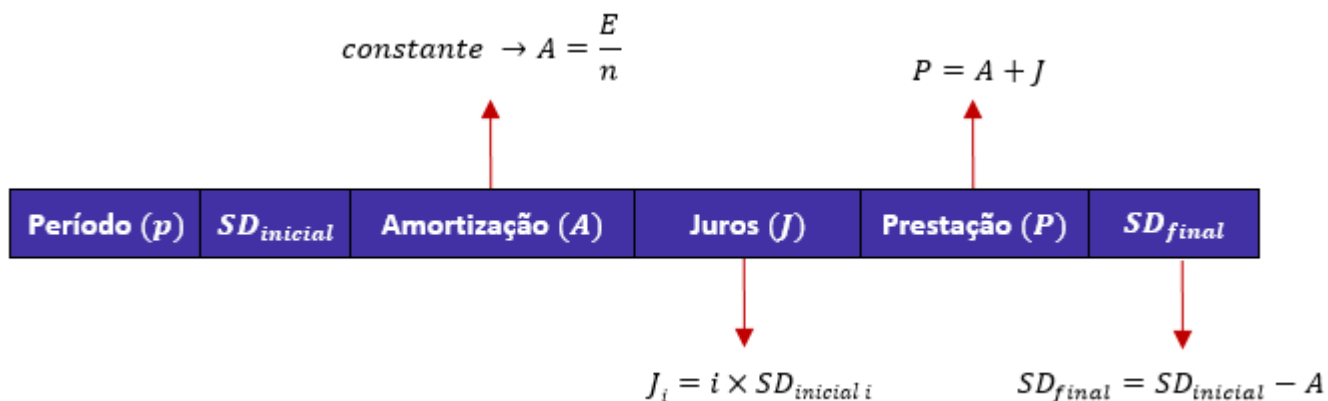 constante → A = E/n
P = A + J
Período (p) SD_inicial Amortização (A) Juros (J) Prestação (P) SD_final
J_i = i × SD_inicial i
SD_final = SD_inicial − A